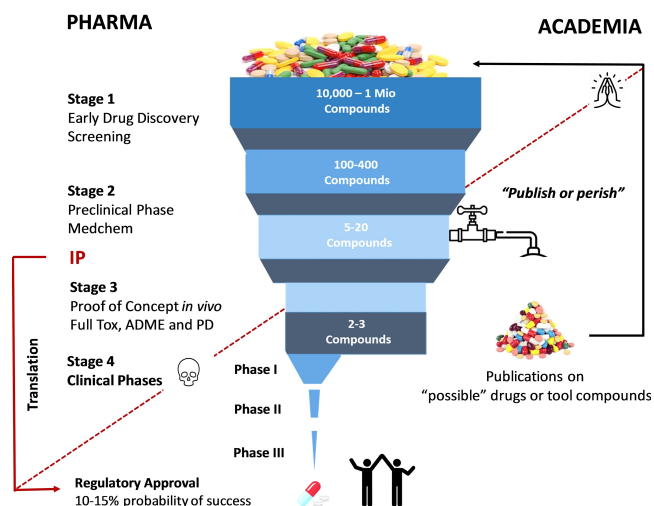 PHARMA
ACADEMIA
Stage 1
Early Drug Discovery
Screening
10,000 – 1 Mio
Compounds
100-400
Compounds
Stage 2
Preclinical Phase
Medchem
"Publish or perish"
5-20
Compounds
IP
Stage 3
Proof of Concept in vivo
Full Tox, ADME and PD
2-3
Compounds
Translation
Stage 4
Clinical Phases
Phase I
Phase II
Phase III
Publications on
"possible" drugs or tool compounds
Regulatory Approval
10-15% probability of success